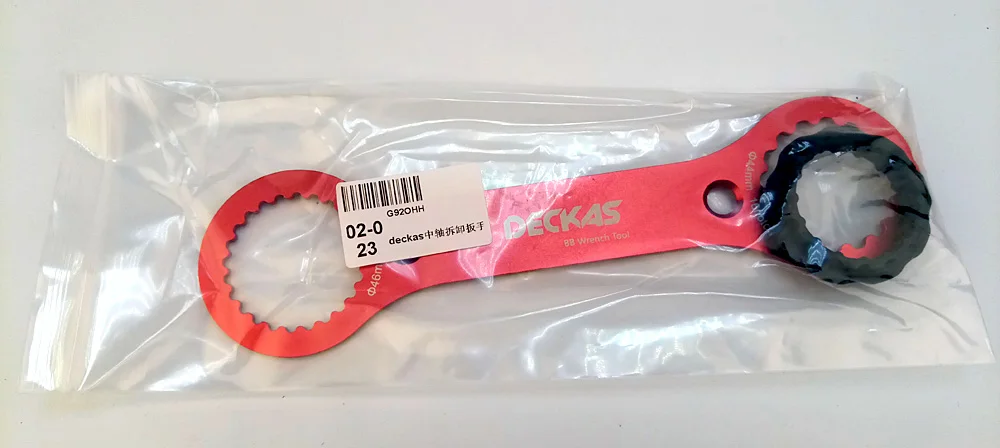 G92OHH
02-0
23
deckas中轴拆卸扳手
Φ46m
DECKAS
BB Wrench Tool
Φ44mm